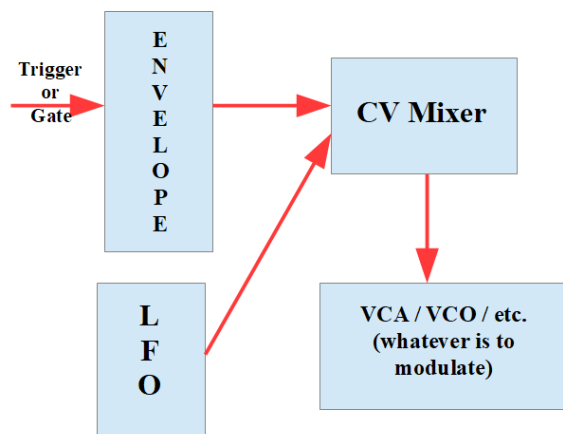 Trigger
or
Gate
E
N
V
E
L
O
P
E
CV Mixer
L
F
O
VCA / VCO / etc.
(whatever is to
modulate)